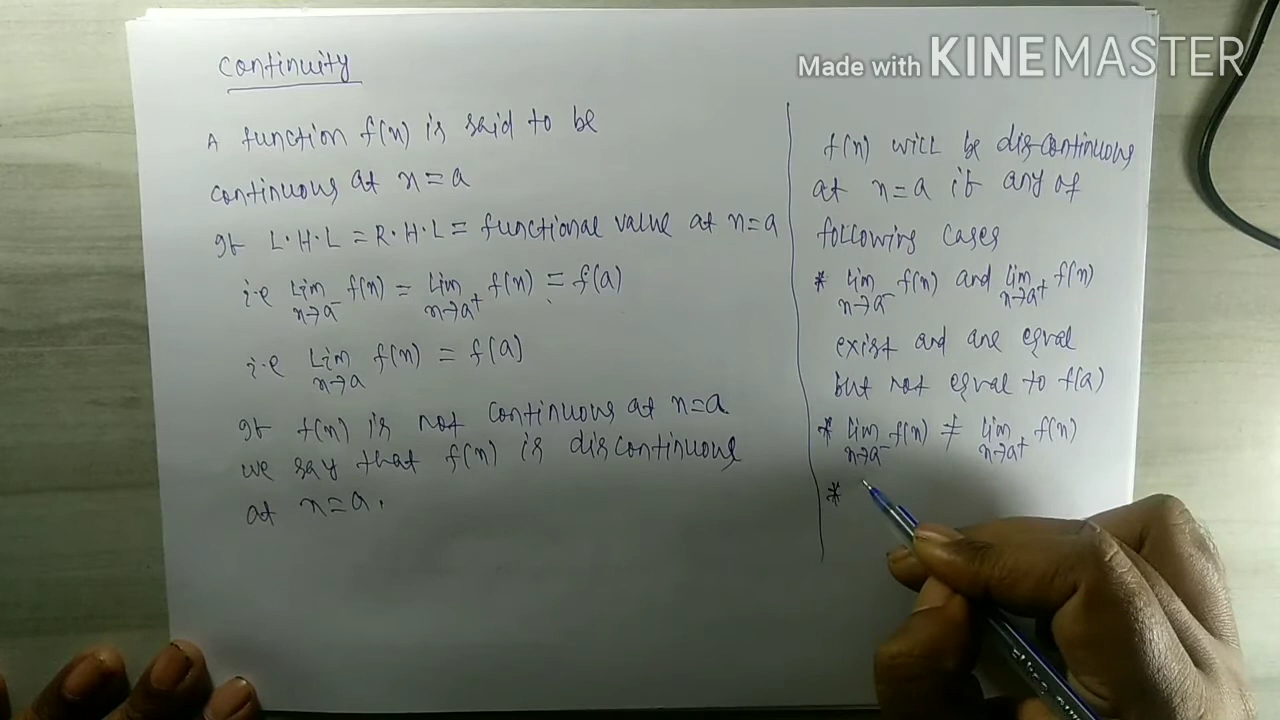 Made with KINEMASTER
Continuity
A function f(x) is said to be
continuous at x = a
If L.H.L = R.H.L = functional value at x=a
i.e Lim x→a⁻ f(x) = Lim x→a⁺ f(x) = f(a)
i.e Lim x→a f(x) = f(a)
If f(x) is not continuous at x=a
we say that f(x) is discontinuous
at x=a.
f(x) will be discontinuous
at x=a if any of
following cases
* lim x→a⁻ f(x) and lim x→a⁺ f(x)
exist and are equal
but not equal to f(a)
* lim x→a⁻ f(x) ≠ lim x→a⁺ f(x)
*